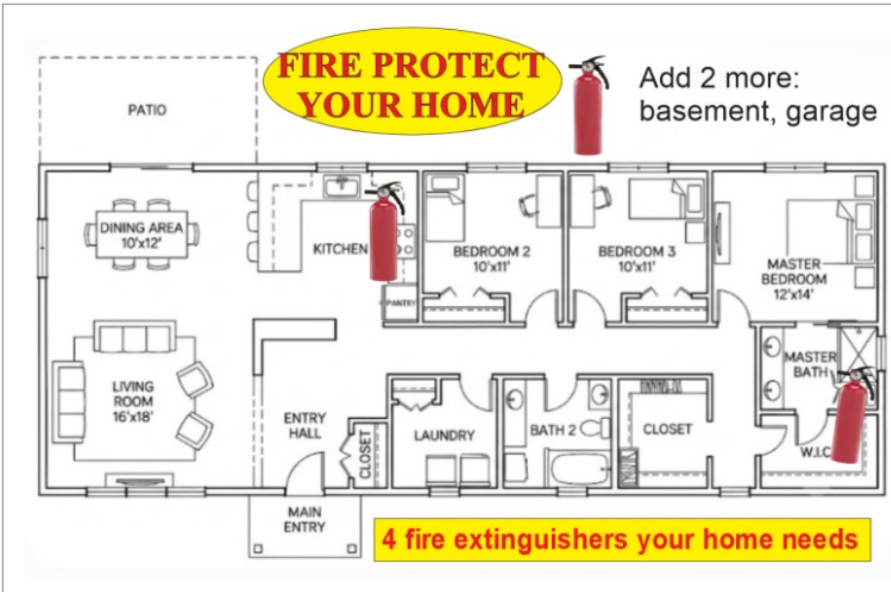 FIRE PROTECT
YOUR HOME
Add 2 more:
basement, garage
PATIO
DINING AREA
10'x12'
KITCHEN
PANTRY
BEDROOM 2
10'x11'
BEDROOM 3
10'x11'
MASTER
BEDROOM
12'x14'
MASTER
BATH
LIVING
ROOM
16'x18'
ENTRY
HALL
CLOSET
LAUNDRY
BATH 2
CLOSET
W.I.C
MAIN
ENTRY
4 fire extinguishers your home needs